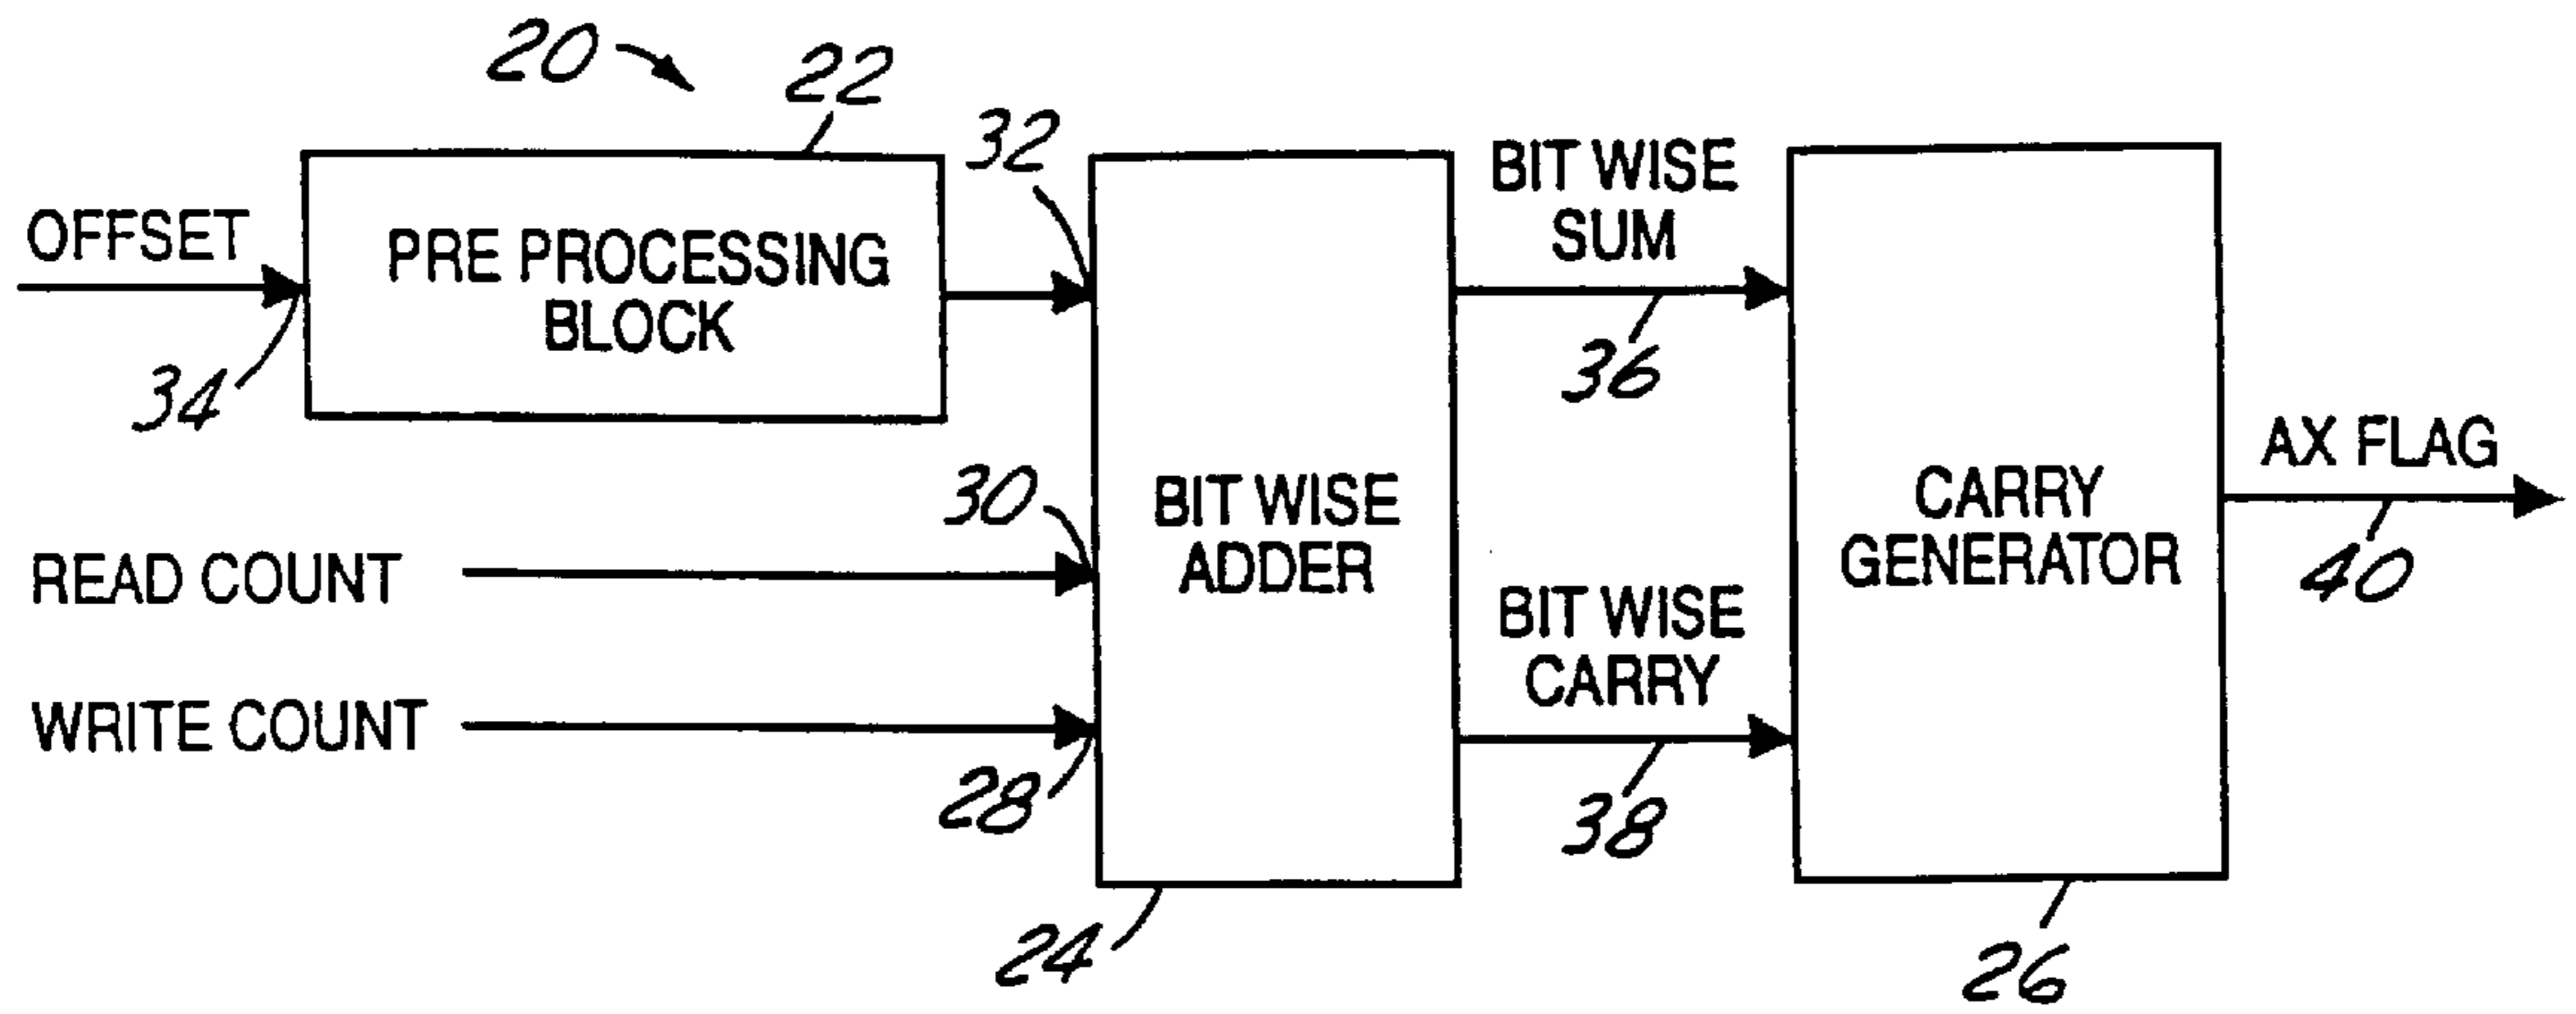 20
22
32
OFFSET
PRE PROCESSING
BLOCK
34
READ COUNT
30
WRITE COUNT
28
BIT WISE
ADDER
24
BIT WISE
SUM
36
BIT WISE
CARRY
38
CARRY
GENERATOR
26
AX FLAG
40